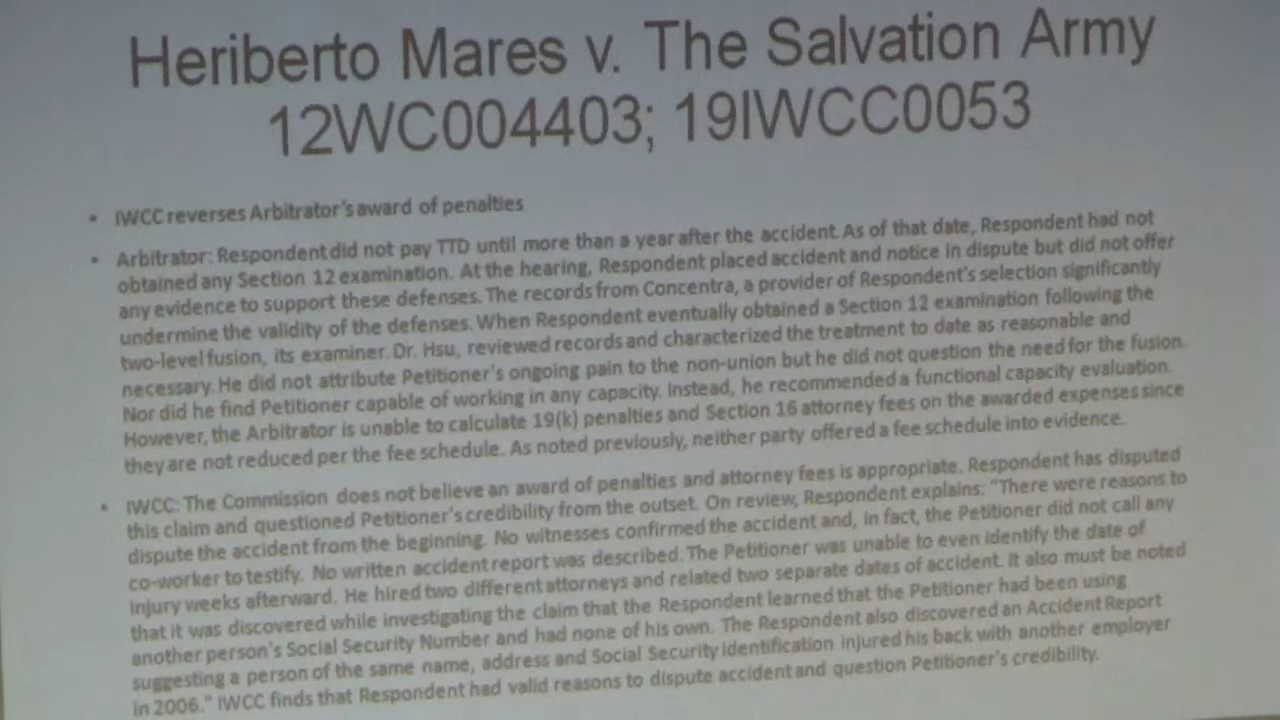 Heriberto Mares v. The Salvation Army
12WC004403; 19IWCC0053
• IWCC reverses Arbitrator's award of penalties
• Arbitrator: Respondent did not pay TTD until more than a year after the accident. As of that date, Respondent had not
obtained any Section 12 examination. At the hearing, Respondent placed accident and notice in dispute but did not offer
any evidence to support these defenses. The records from Concentra, a provider of Respondent's selection significantly
undermine the validity of the defenses. When Respondent eventually obtained a Section 12 examination following the
two-level fusion, its examiner, Dr. Hsu, reviewed records and characterized the treatment to date as reasonable and
necessary. He did not attribute Petitioner's ongoing pain to the non-union but he did not question the need for the fusion.
Nor did he find Petitioner capable of working in any capacity. Instead, he recommended a functional capacity evaluation.
However, the Arbitrator is unable to calculate 19(k) penalties and Section 16 attorney fees on the awarded expenses since
they are not reduced per the fee schedule. As noted previously, neither party offered a fee schedule into evidence.
• IWCC: The Commission does not believe an award of penalties and attorney fees is appropriate. Respondent has disputed
this claim and questioned Petitioner's credibility from the outset. On review, Respondent explains: "There were reasons to
dispute the accident from the beginning. No witnesses confirmed the accident and, in fact, the Petitioner did not call any
co-worker to testify. No written accident report was described. The Petitioner was unable to even identify the date of
injury weeks afterward. He hired two different attorneys and related two separate dates of accident. It also must be noted
that it was discovered while investigating the claim that the Respondent learned that the Petitioner had been using
another person's Social Security Number and had none of his own. The Respondent also discovered an Accident Report
suggesting a person of the same name, address and Social Security identification injured his back with another employer
in 2006." IWCC finds that Respondent had valid reasons to dispute accident and question Petitioner's credibility.